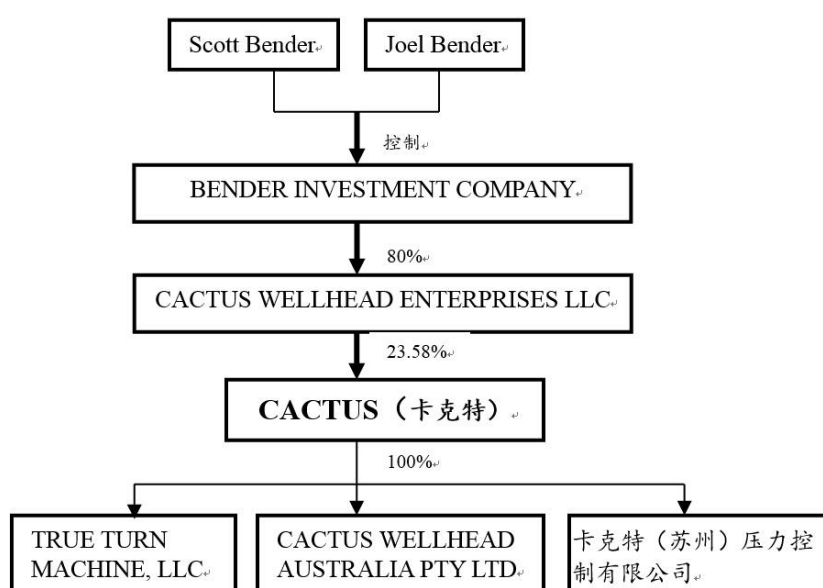 Scott Bender
Joel Bender
控制
BENDER INVESTMENT COMPANY
80%
CACTUS WELLHEAD ENTERPRISES LLC
23.58%
CACTUS（卡克特）
100%
TRUE TURN
MACHINE, LLC
CACTUS WELLHEAD
AUSTRALIA PTY LTD
卡克特（苏州）压力控
制有限公司